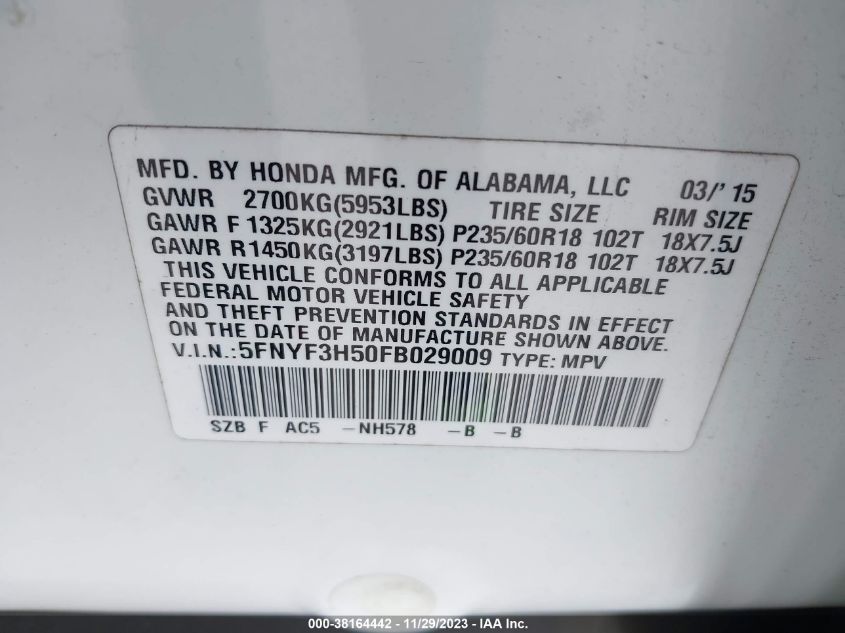 MFD. BY HONDA MFG. OF ALABAMA, LLC 03/' 15
GVWR 2700KG(5953LBS) TIRE SIZE RIM SIZE
GAWR F 1325KG(2921LBS) P235/60R18 102T 18X7.5J
GAWR R1450KG(3197LBS) P235/60R18 102T 18X7.5J
THIS VEHICLE CONFORMS TO ALL APPLICABLE
FEDERAL MOTOR VEHICLE SAFETY
AND THEFT PREVENTION STANDARDS IN EFFECT
ON THE DATE OF MANUFACTURE SHOWN ABOVE.
V.I.N.:5FNYF3H50FB029009 TYPE: MPV
SZB F AC5 -NH578 -B -B
000-38164442 - 11/29/2023 - IAA Inc.